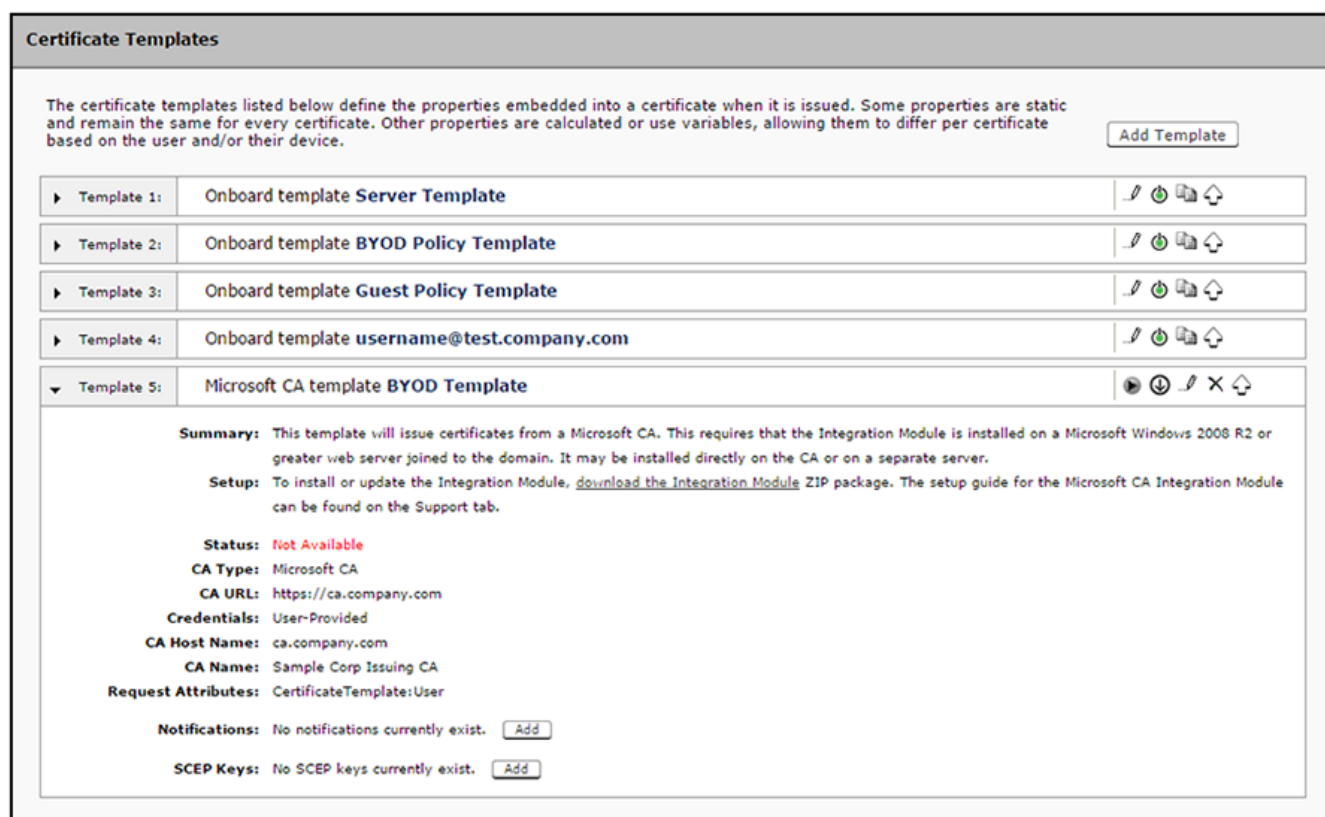 Certificate Templates
The certificate templates listed below define the properties embedded into a certificate when it is issued. Some properties are static
and remain the same for every certificate. Other properties are calculated or use variables, allowing them to differ per certificate
based on the user and/or their device.
Add Template
Template 1: Onboard template Server Template
Template 2: Onboard template BYOD Policy Template
Template 3: Onboard template Guest Policy Template
Template 4: Onboard template username@test.company.com
Template 5: Microsoft CA template BYOD Template
Summary: This template will issue certificates from a Microsoft CA. This requires that the Integration Module is installed on a Microsoft Windows 2008 R2 or
greater web server joined to the domain. It may be installed directly on the CA or on a separate server.
Setup: To install or update the Integration Module, download the Integration Module ZIP package. The setup guide for the Microsoft CA Integration Module
can be found on the Support tab.
Status: Not Available
CA Type: Microsoft CA
CA URL: https://ca.company.com
Credentials: User-Provided
CA Host Name: ca.company.com
CA Name: Sample Corp Issuing CA
Request Attributes: CertificateTemplate:User
Notifications: No notifications currently exist. Add
SCEP Keys: No SCEP keys currently exist. Add